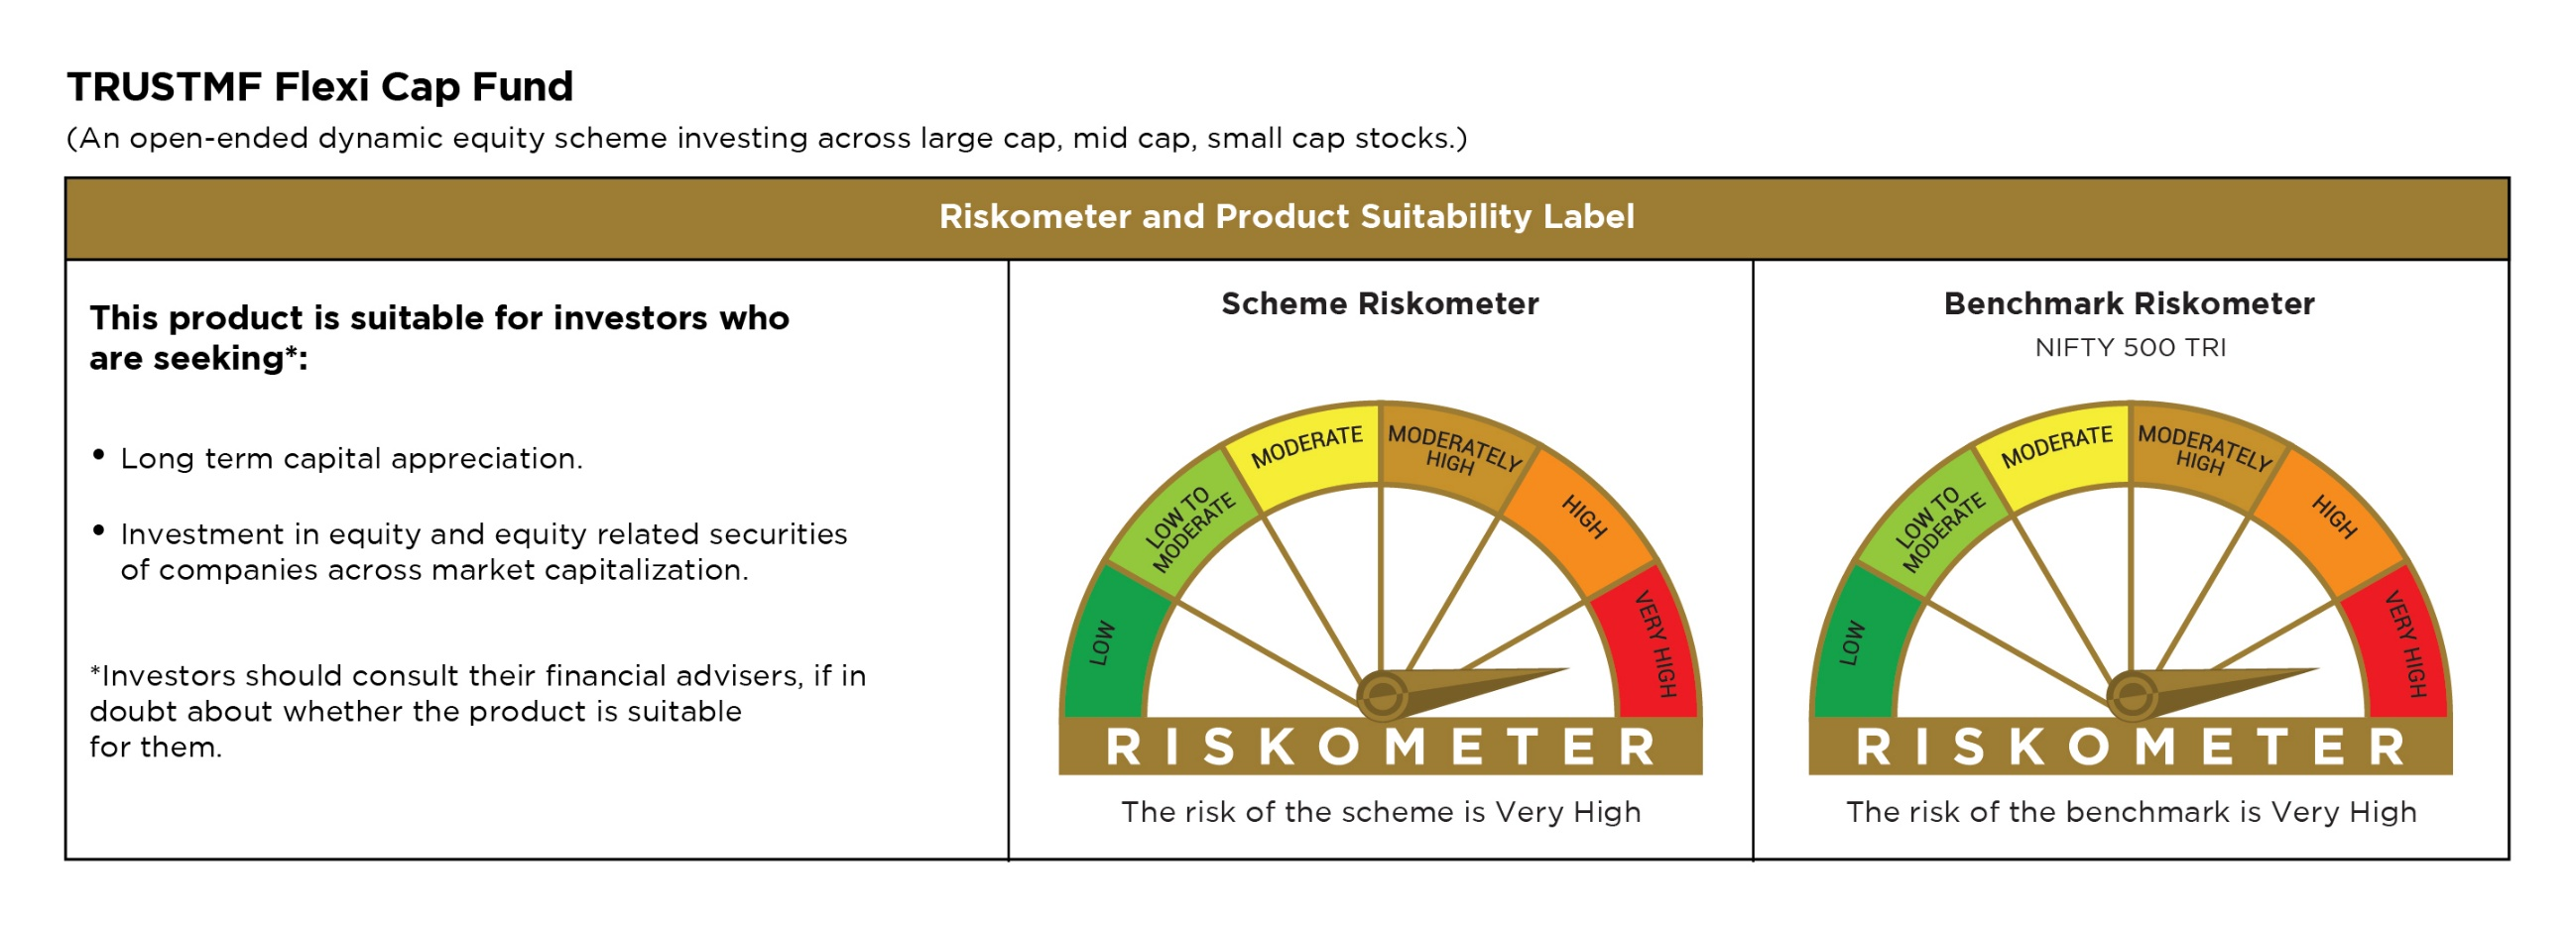 TRUSTMF Flexi Cap Fund
(An open-ended dynamic equity scheme investing across large cap, mid cap, small cap stocks.)
Riskometer and Product Suitability Label
This product is suitable for investors who
are seeking*:
• Long term capital appreciation.
• Investment in equity and equity related securities
of companies across market capitalization.
*Investors should consult their financial advisers, if in
doubt about whether the product is suitable
for them.
Scheme Riskometer
LOW
LOW TO
MODERATE
MODERATE
MODERATELY
HIGH
HIGH
VERY HIGH
RISKOMETER
The risk of the scheme is Very High
Benchmark Riskometer
NIFTY 500 TRI
LOW
LOW TO
MODERATE
MODERATE
MODERATELY
HIGH
HIGH
VERY HIGH
RISKOMETER
The risk of the benchmark is Very High